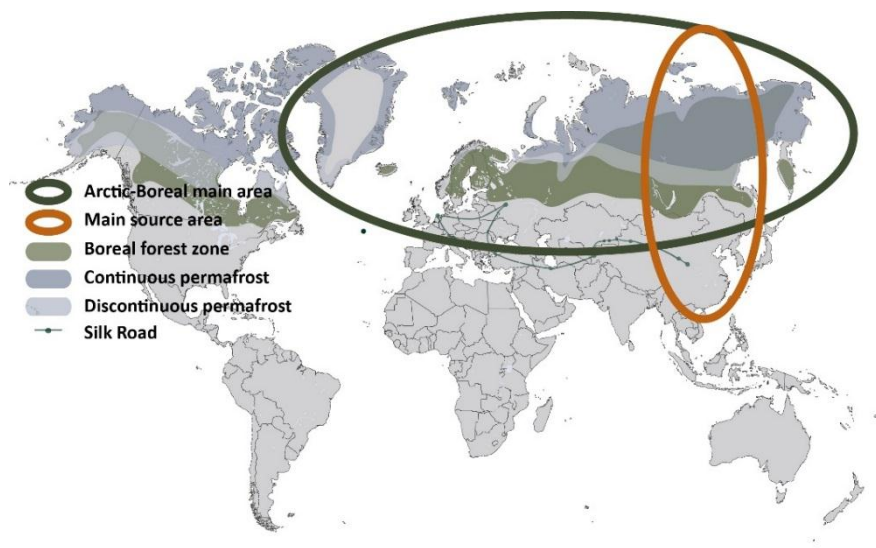 Arctic-Boreal main area
Main source area
Boreal forest zone
Continuous permafrost
Discontinuous permafrost
Silk Road